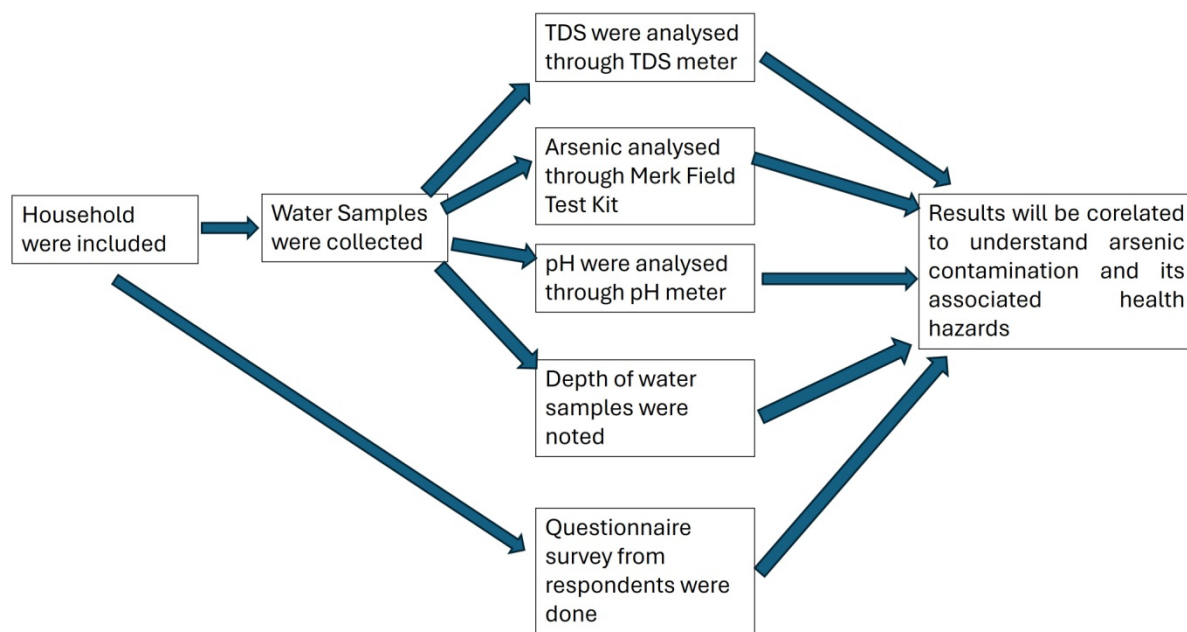 Household
were included
Water Samples
were collected
TDS were analysed
through TDS meter
Arsenic analysed
through Merk Field
Test Kit
pH were analysed
through pH meter
Depth of water
samples were
noted
Questionnaire
survey from
respondents were
done
Results will be corelated
to understand arsenic
contamination and its
associated health
hazards